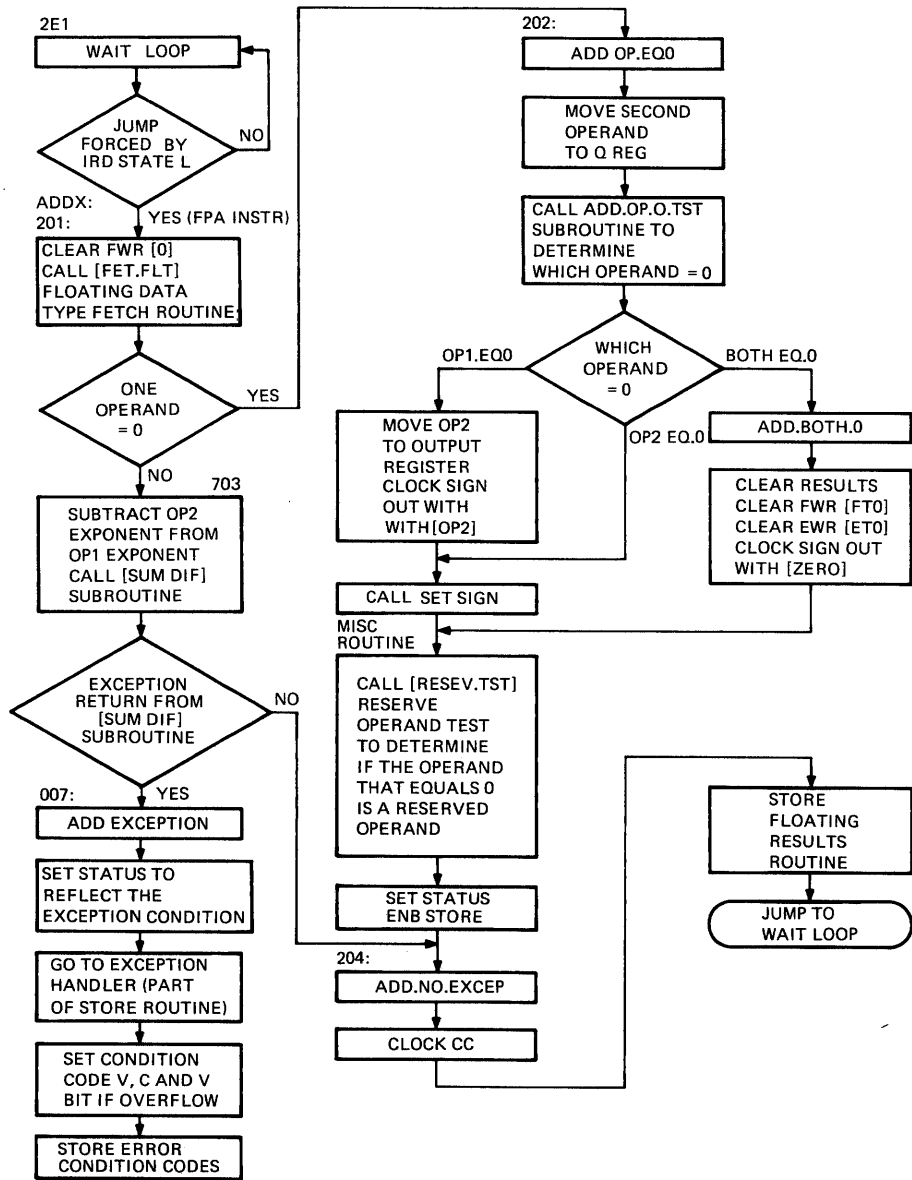 2E1
WAIT LOOP
JUMP
FORCED BY
IRD STATE L
NO
YES (FPA INSTR)
ADDX:
201:
CLEAR FWR [0]
CALL [FET.FLT]
FLOATING DATA
TYPE FETCH ROUTINE
ONE
OPERAND
= 0
YES
NO
703
SUBTRACT OP2
EXPONENT FROM
OP1 EXPONENT
CALL [SUM DIF]
SUBROUTINE
EXCEPTION
RETURN FROM
[SUM DIF]
SUBROUTINE
NO
YES
007:
ADD EXCEPTION
SET STATUS TO
REFLECT THE
EXCEPTION CONDITION
GO TO EXCEPTION
HANDLER (PART
OF STORE ROUTINE)
SET CONDITION
CODE V, C AND V
BIT IF OVERFLOW
STORE ERROR
CONDITION CODES
202:
ADD OP.EQ0
MOVE SECOND
OPERAND
TO Q REG
CALL ADD.OP.O.TST
SUBROUTINE TO
DETERMINE
WHICH OPERAND = 0
WHICH
OPERAND
= 0
OP1.EQ0
BOTH EQ.0
OP2 EQ.0
MOVE OP2
TO OUTPUT
REGISTER
CLOCK SIGN
OUT WITH
WITH [OP2]
ADD.BOTH.0
CLEAR RESULTS
CLEAR FWR [FT0]
CLEAR EWR [ET0]
CLOCK SIGN OUT
WITH [ZERO]
CALL SET SIGN
MISC
ROUTINE
CALL [RESEV.TST]
RESERVE
OPERAND TEST
TO DETERMINE
IF THE OPERAND
THAT EQUALS 0
IS A RESERVED
OPERAND
SET STATUS
ENB STORE
204:
ADD.NO.EXCEP
CLOCK CC
STORE
FLOATING
RESULTS
ROUTINE
JUMP TO
WAIT LOOP